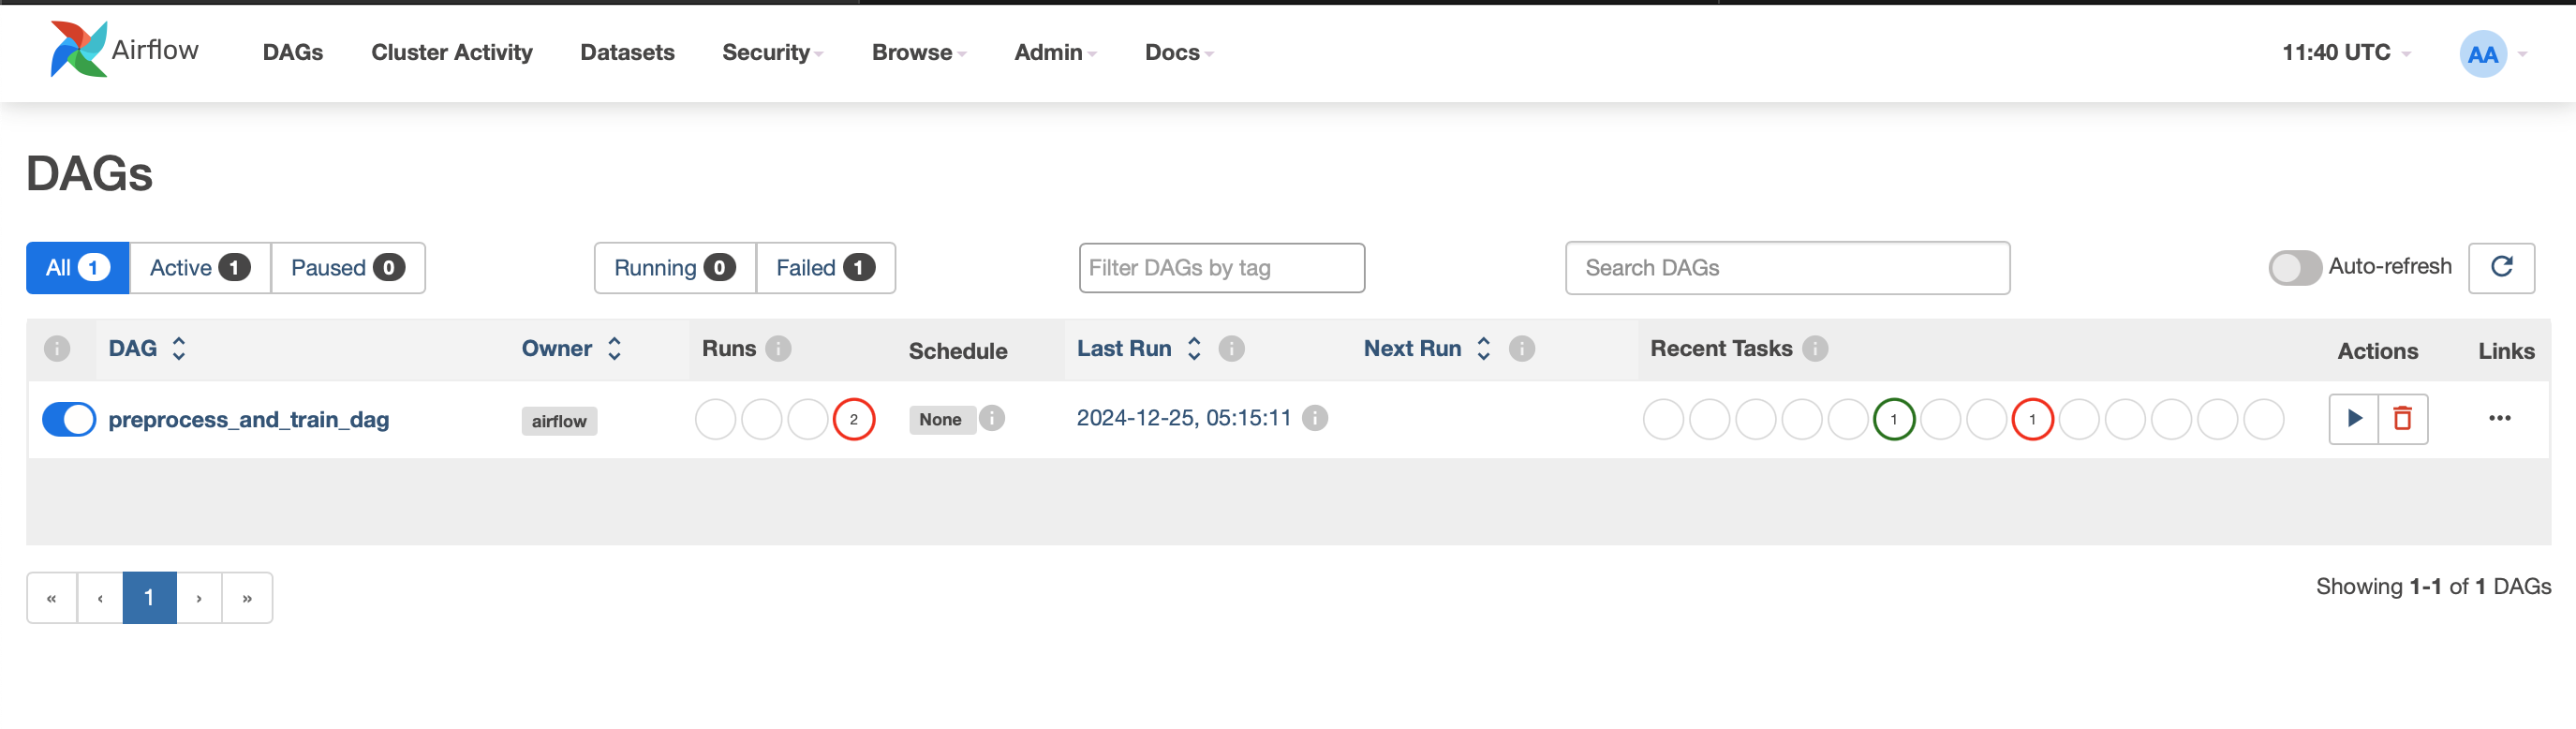 Airflow DAGs Cluster Activity Datasets Security Browse Admin Docs 11:40 UTC AA
DAGs
All 1 Active 1 Paused 0 Running 0 Failed 1 Filter DAGs by tag Search DAGs Auto-refresh
i DAG Owner Runs i Schedule Last Run i Next Run i Recent Tasks i Actions Links
preprocess_and_train_dag airflow 2 None i 2024-12-25, 05:15:11 i 1 1 ...
« ‹ 1 › » Showing 1-1 of 1 DAGs